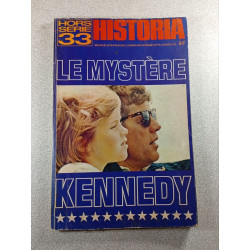 HORS
SÉRIE
33
HISTORIA
LE MYSTÈRE
KENNEDY